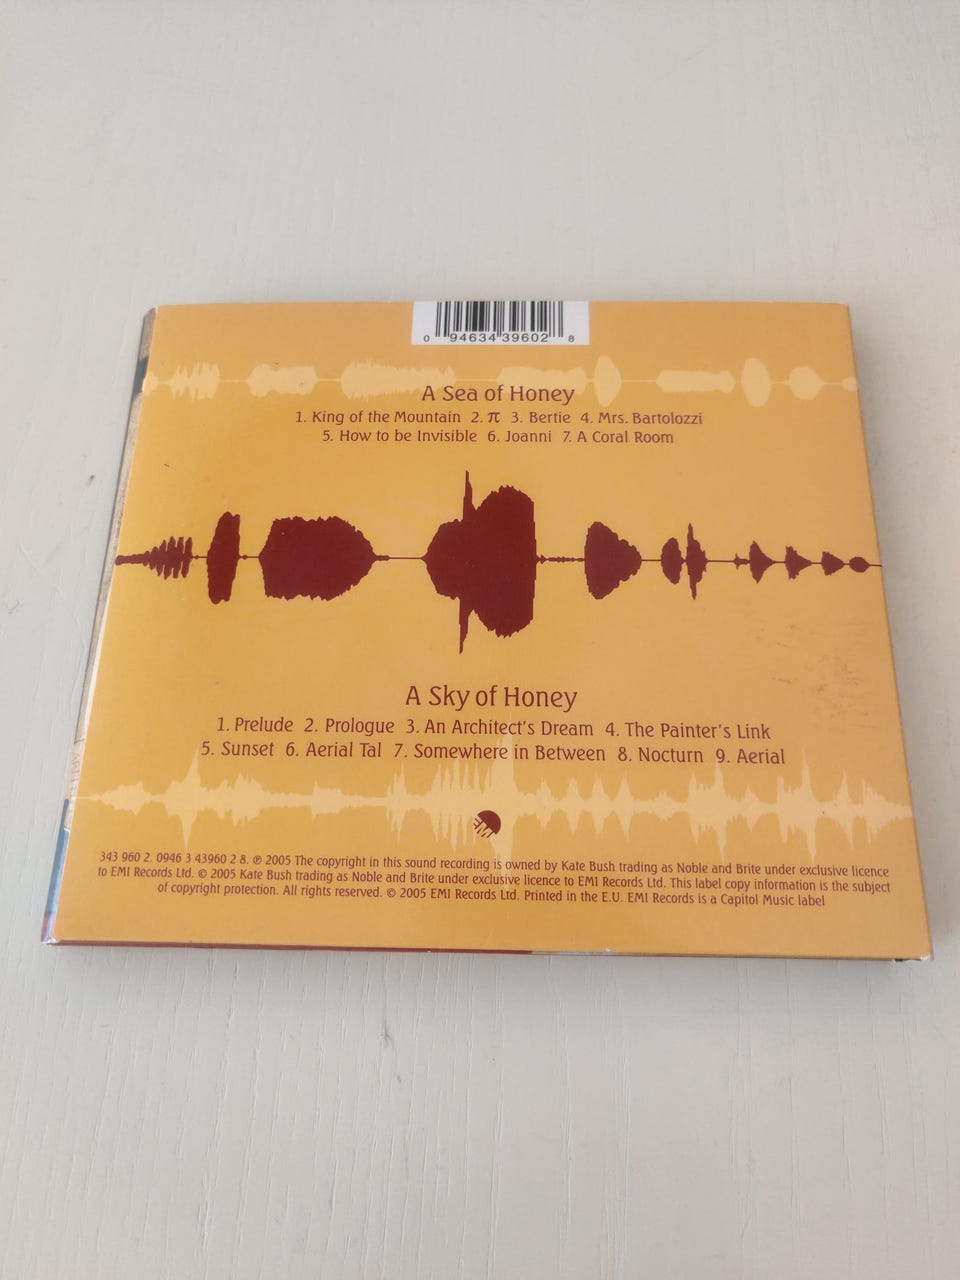 0 94634 39602 8
A Sea of Honey
1. King of the Mountain 2. π 3. Bertie 4. Mrs. Bartolozzi
5. How to be Invisible 6. Joanni 7. A Coral Room
A Sky of Honey
1. Prelude 2. Prologue 3. An Architect's Dream 4. The Painter's Link
5. Sunset 6. Aerial Tal 7. Somewhere in Between 8. Nocturn 9. Aerial
EMI
343 960 2. 0946 3 43960 2 8. ℗ 2005 The copyright in this sound recording is owned by Kate Bush trading as Noble and Brite under exclusive licence
to EMI Records Ltd. © 2005 Kate Bush trading as Noble and Brite under exclusive licence to EMI Records Ltd. This label copy information is the subject
of copyright protection. All rights reserved. © 2005 EMI Records Ltd. Printed in the E.U. EMI Records is a Capitol Music label